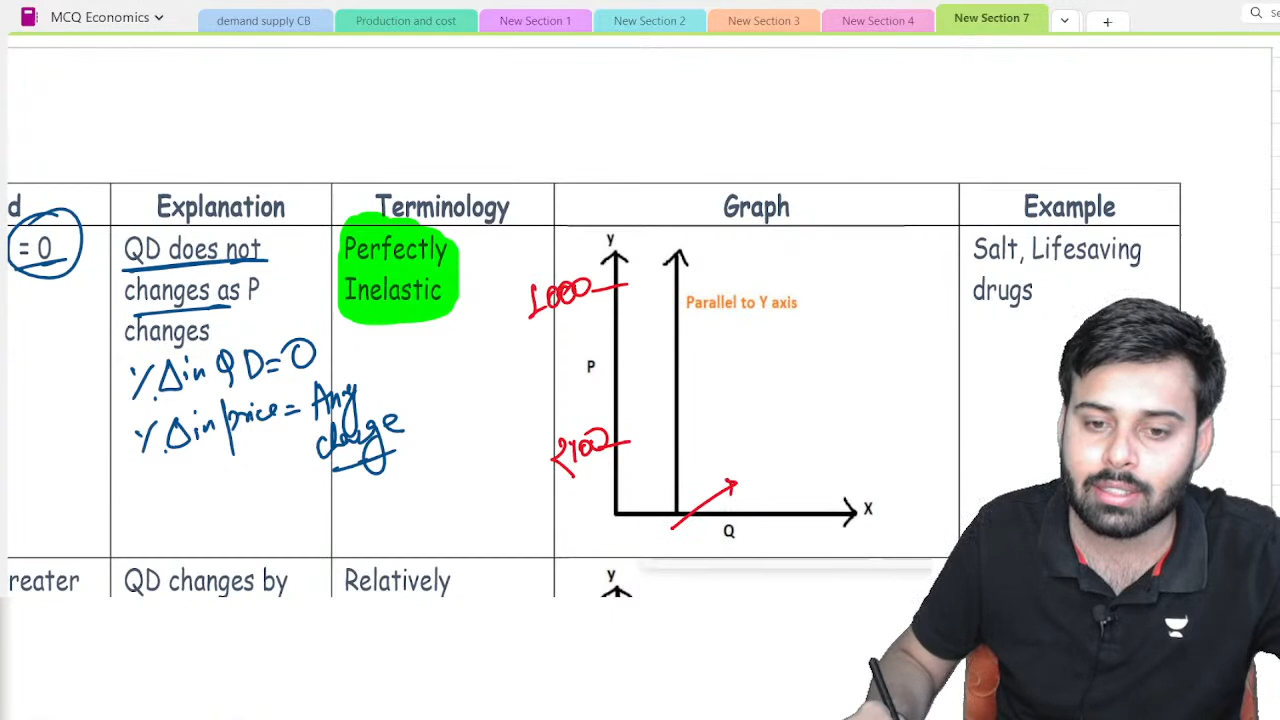 MCQ Economics
demand supply CB
Production and cost
New Section 1
New Section 2
New Section 3
New Section 4
New Section 7
Se
d
Explanation
Terminology
Graph
Example
= 0
QD does not
changes as P
changes
% Δ in QD = 0
% Δ in price = Any
change
Perfectly
Inelastic
y
1000
Parallel to Y axis
P
X
Q
Salt, Lifesaving
drugs
reater
QD changes by
Relatively
y